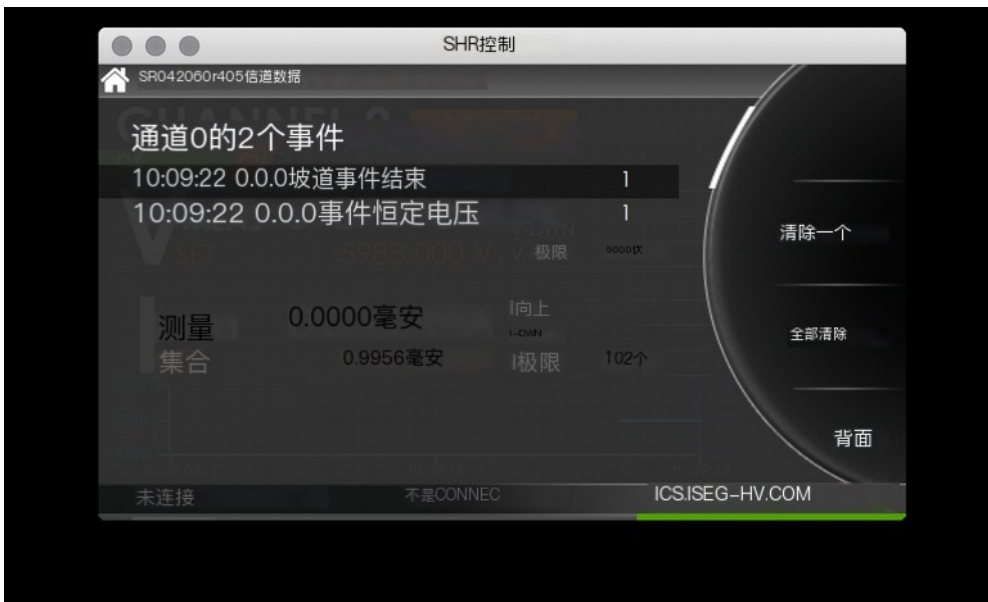 SHR控制
SR042060r405信道数据
通道0的2个事件
10:09:22 0.0.0坡道事件结束 1
10:09:22 0.0.0事件恒定电压 1
清除一个
SET 5988.000 V V 极限 6000伏
测量 0.0000毫安 I向上
I-DWN
全部清除
集合 0.9956毫安 I极限 102个
背面
未连接 不是CONNEC ICS.ISEG-HV.COM